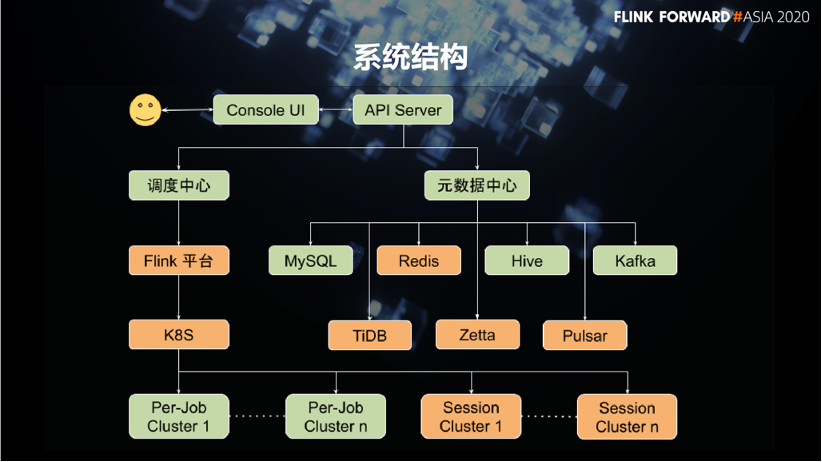 FLINK FORWARD #ASIA 2020
系统结构
Console UI
API Server
调度中心
元数据中心
Flink 平台
MySQL
Redis
Hive
Kafka
K8S
TiDB
Zetta
Pulsar
Per-Job
Cluster 1
Per-Job
Cluster n
Session
Cluster 1
Session
Cluster n